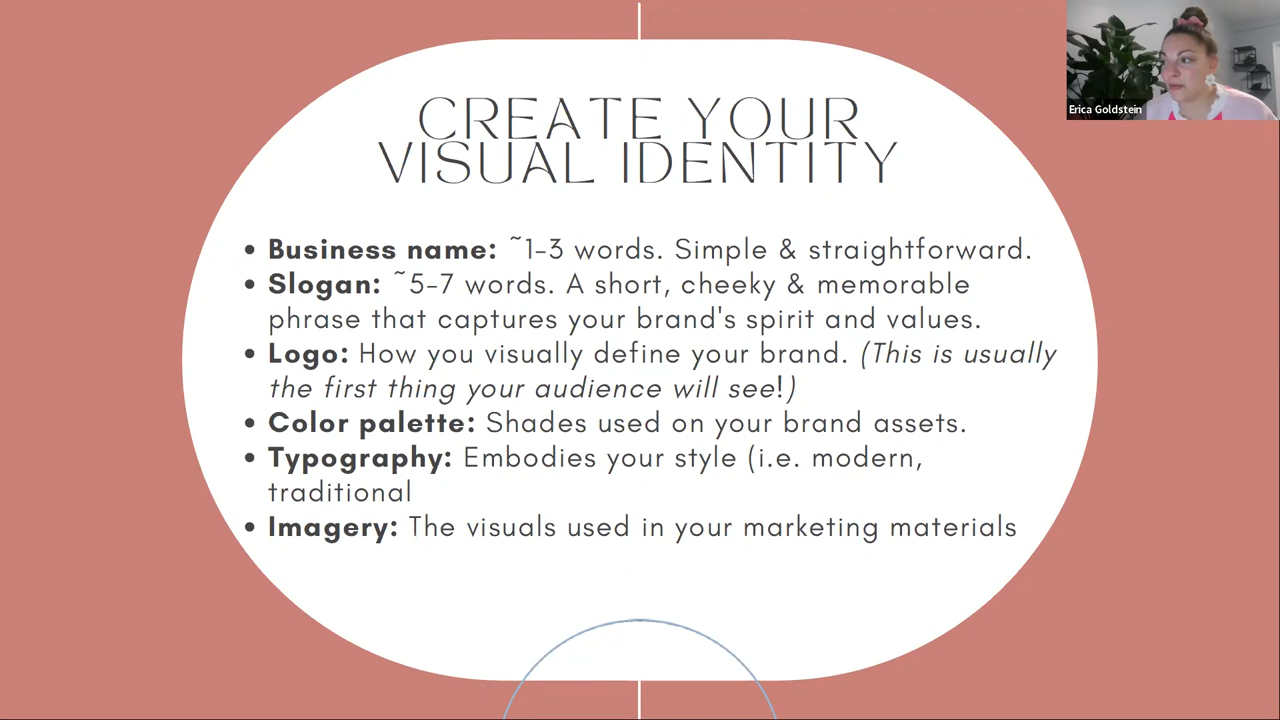 CREATE YOUR
VISUAL IDENTITY
• Business name: ~1-3 words. Simple & straightforward.
• Slogan: ~5-7 words. A short, cheeky & memorable
phrase that captures your brand's spirit and values.
• Logo: How you visually define your brand. (This is usually
the first thing your audience will see!)
• Color palette: Shades used on your brand assets.
• Typography: Embodies your style (i.e. modern,
traditional
• Imagery: The visuals used in your marketing materials
Erica Goldstein